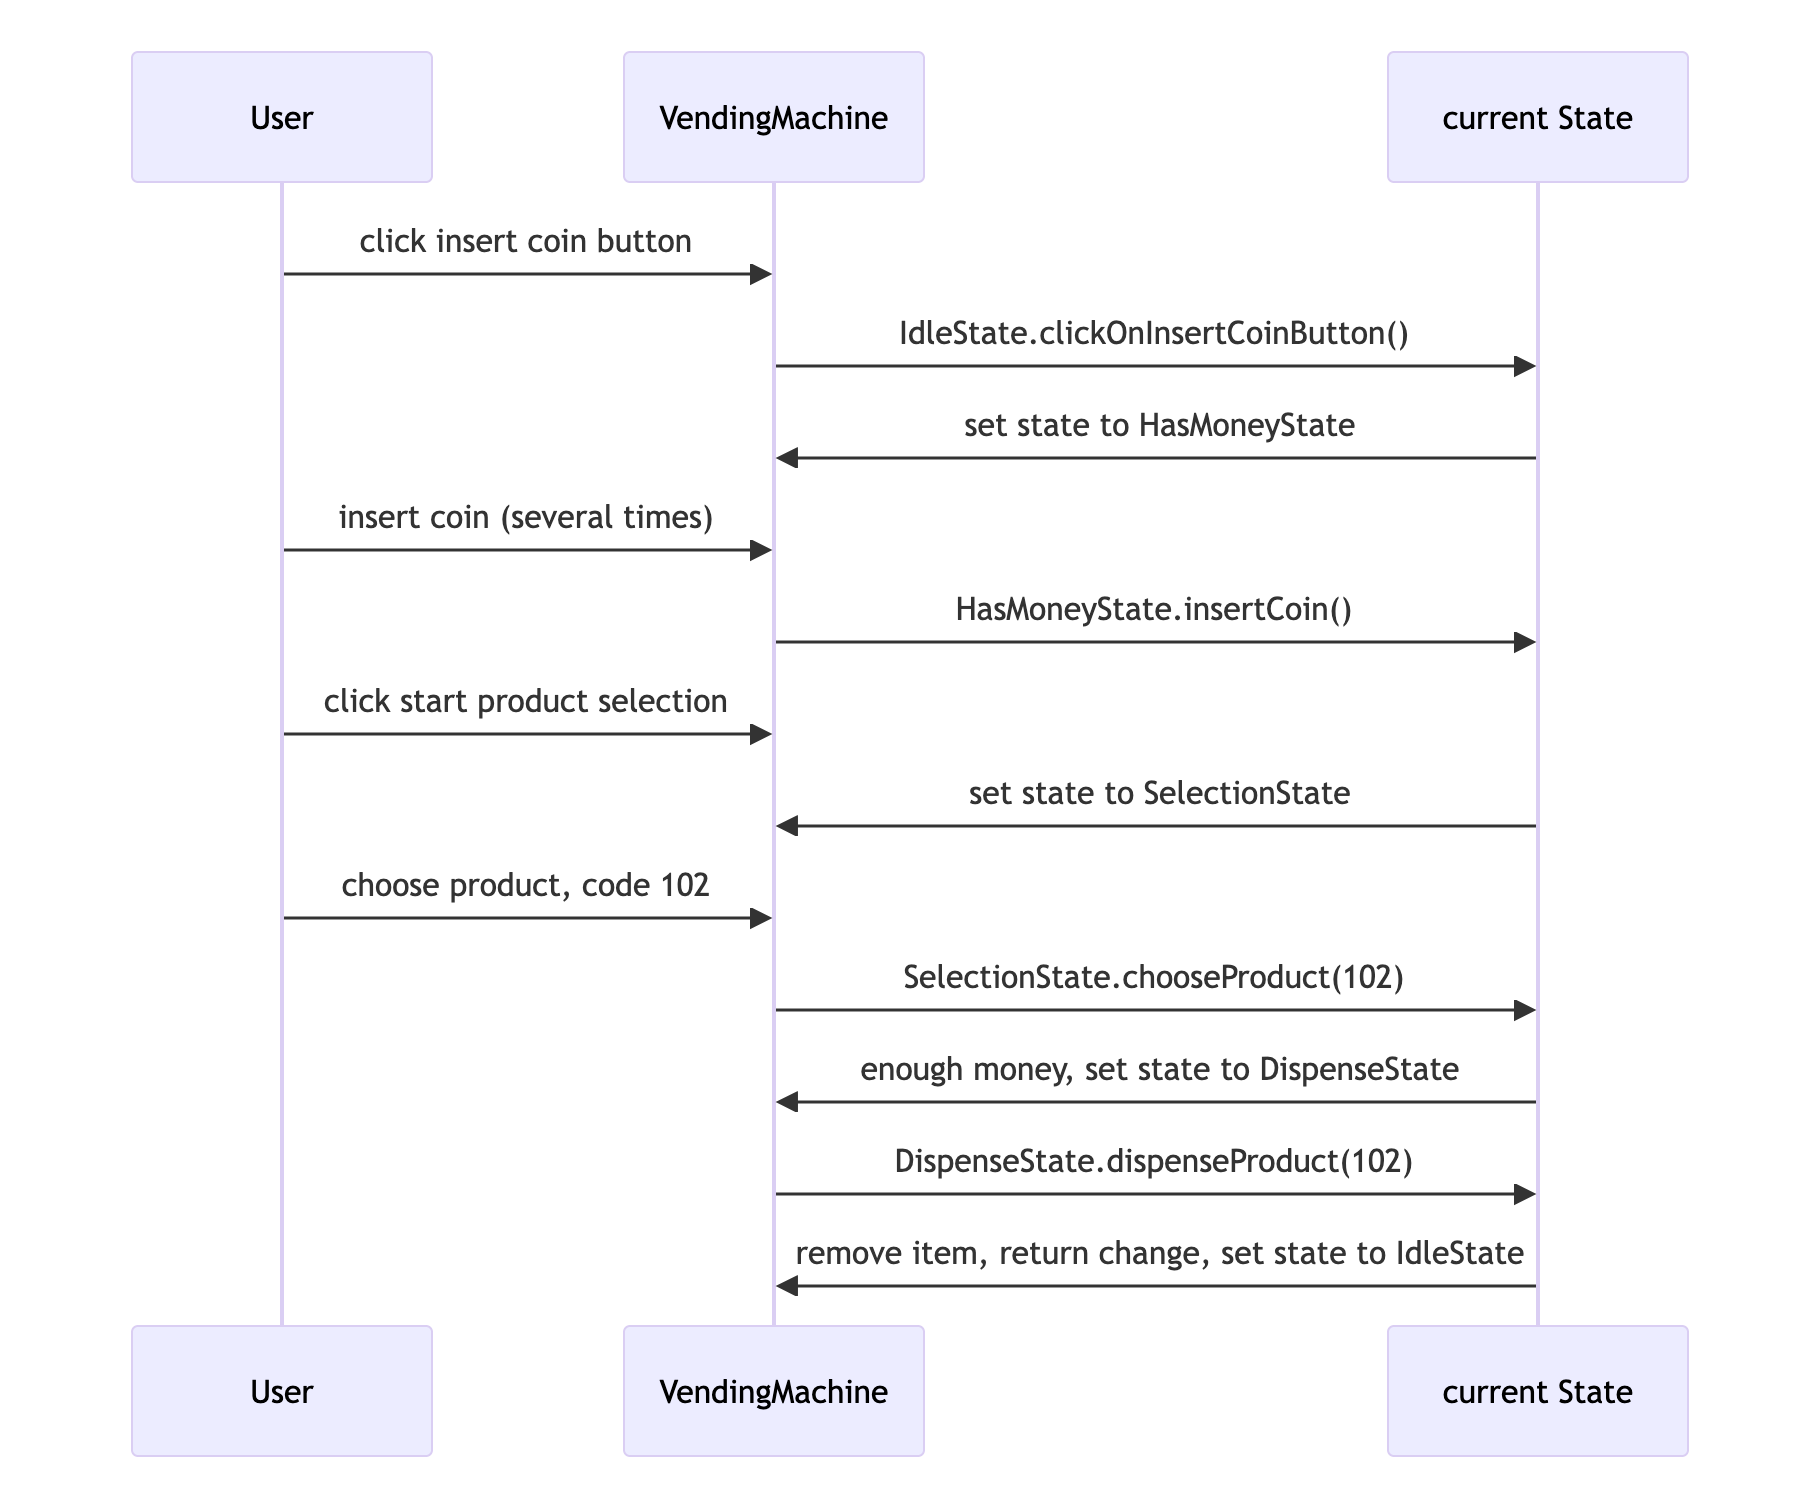 User
VendingMachine
current State
click insert coin button
IdleState.clickOnInsertCoinButton()
set state to HasMoneyState
insert coin (several times)
HasMoneyState.insertCoin()
click start product selection
set state to SelectionState
choose product, code 102
SelectionState.chooseProduct(102)
enough money, set state to DispenseState
DispenseState.dispenseProduct(102)
remove item, return change, set state to IdleState
User
VendingMachine
current State